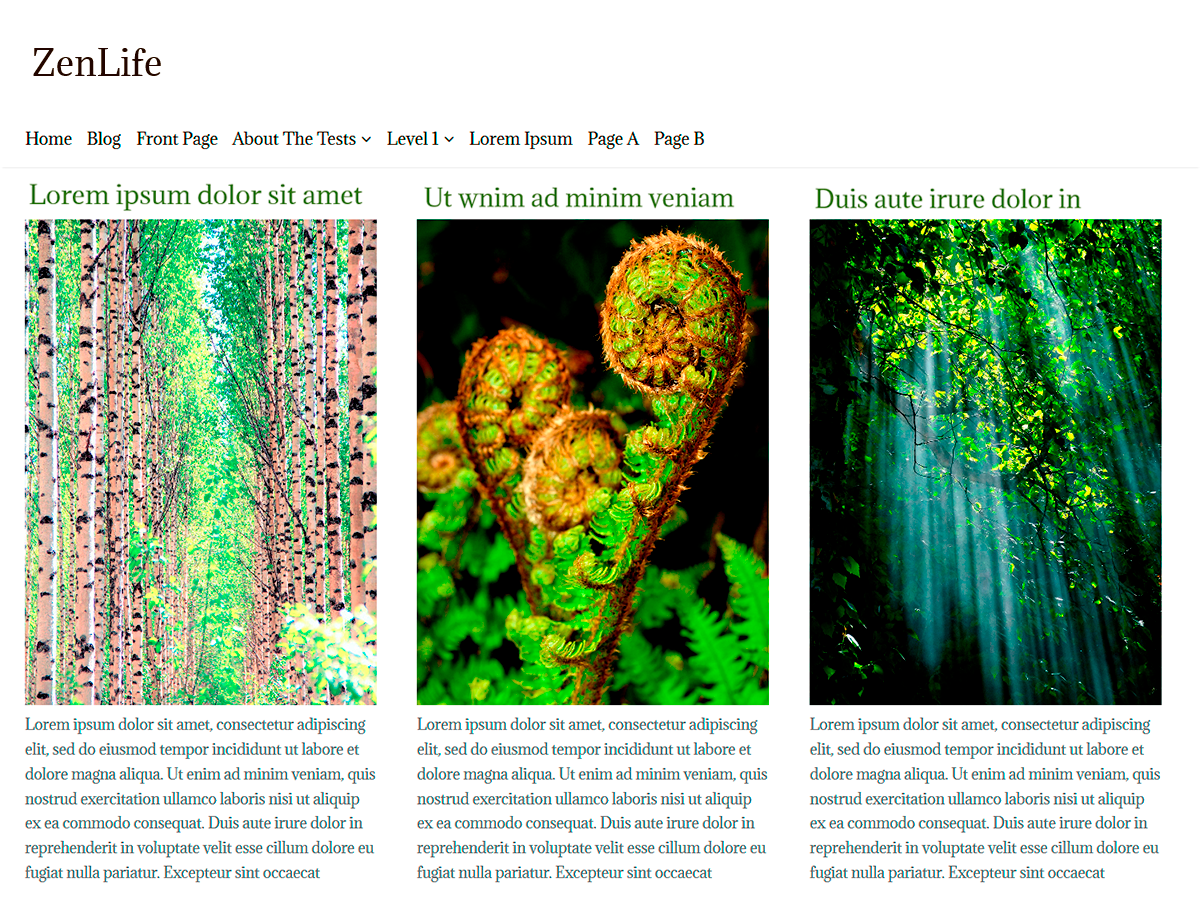 ZenLife
Home Blog Front Page About The Tests Level 1 Lorem Ipsum Page A Page B
Lorem ipsum dolor sit amet
Lorem ipsum dolor sit amet, consectetur adipiscing
elit, sed do eiusmod tempor incididunt ut labore et
dolore magna aliqua. Ut enim ad minim veniam, quis
nostrud exercitation ullamco laboris nisi ut aliquip
ex ea commodo consequat. Duis aute irure dolor in
reprehenderit in voluptate velit esse cillum dolore eu
fugiat nulla pariatur. Excepteur sint occaecat
Ut wnim ad minim veniam
Lorem ipsum dolor sit amet, consectetur adipiscing
elit, sed do eiusmod tempor incididunt ut labore et
dolore magna aliqua. Ut enim ad minim veniam, quis
nostrud exercitation ullamco laboris nisi ut aliquip
ex ea commodo consequat. Duis aute irure dolor in
reprehenderit in voluptate velit esse cillum dolore eu
fugiat nulla pariatur. Excepteur sint occaecat
Duis aute irure dolor in
Lorem ipsum dolor sit amet, consectetur adipiscing
elit, sed do eiusmod tempor incididunt ut labore et
dolore magna aliqua. Ut enim ad minim veniam, quis
nostrud exercitation ullamco laboris nisi ut aliquip
ex ea commodo consequat. Duis aute irure dolor in
reprehenderit in voluptate velit esse cillum dolore eu
fugiat nulla pariatur. Excepteur sint occaecat